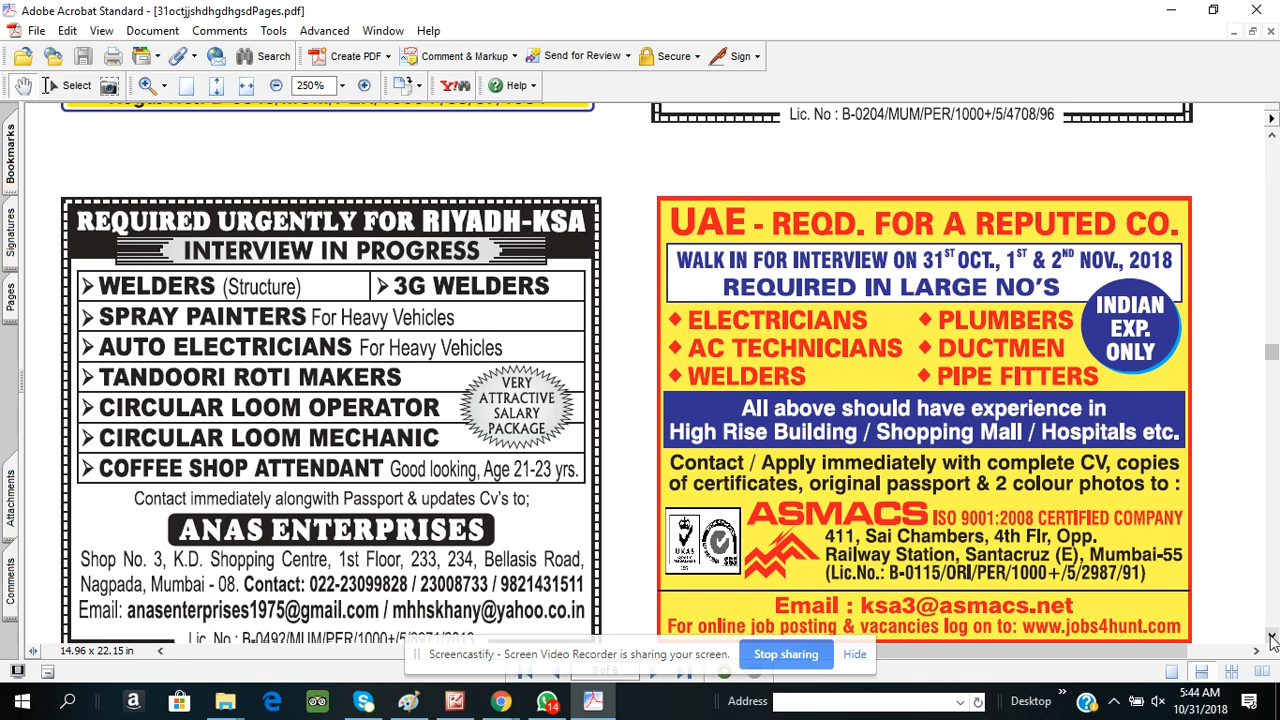 Adobe Acrobat Standard - [31octjjshdhgdhgsdPages.pdf]
File Edit View Document Comments Tools Advanced Window Help
Search Create PDF Comment & Markup Send for Review Secure Sign
Select 250% Y! Help
Bookmarks
Signatures
Pages
Attachments
Comments
Lic. No : B-0204/MUM/PER/1000+/5/4708/96
REQUIRED URGENTLY FOR RIYADH-KSA
INTERVIEW IN PROGRESS
WELDERS (Structure)
3G WELDERS
SPRAY PAINTERS For Heavy Vehicles
AUTO ELECTRICIANS For Heavy Vehicles
TANDOORI ROTI MAKERS
CIRCULAR LOOM OPERATOR
CIRCULAR LOOM MECHANIC
COFFEE SHOP ATTENDANT Good looking, Age 21-23 yrs.
VERY
ATTRACTIVE
SALARY
PACKAGE
Contact immediately alongwith Passport & updates Cv's to;
ANAS ENTERPRISES
Shop No. 3, K.D. Shopping Centre, 1st Floor, 233, 234, Bellasis Road,
Nagpada, Mumbai - 08. Contact: 022-23099828 / 23008733 / 9821431511
Email: anasenterprises1975@gmail.com / mhhskhany@yahoo.co.in
UAE - REQD. FOR A REPUTED CO.
WALK IN FOR INTERVIEW ON 31ST OCT., 1ST & 2ND NOV., 2018
REQUIRED IN LARGE NO'S
ELECTRICIANS
PLUMBERS
AC TECHNICIANS
DUCTMEN
WELDERS
PIPE FITTERS
INDIAN
EXP.
ONLY
All above should have experience in
High Rise Building / Shopping Mall / Hospitals etc.
Contact / Apply immediately with complete CV, copies
of certificates, original passport & 2 colour photos to :
UKAS
SGS
ASMACS ISO 9001:2008 CERTIFIED COMPANY
411, Sai Chambers, 4th Flr, Opp.
Railway Station, Santacruz (E), Mumbai-55
(Lic.No.: B-0115/ORI/PER/1000+/5/2987/91)
Email : ksa3@asmacs.net
For online job posting & vacancies log on to: www.jobs4hunt.com
14.96 x 22.15 in
Screencastify - Screen Video Recorder is sharing your screen. Stop sharing Hide
3 of 6
14
Address Desktop
5:44 AM
10/31/2018